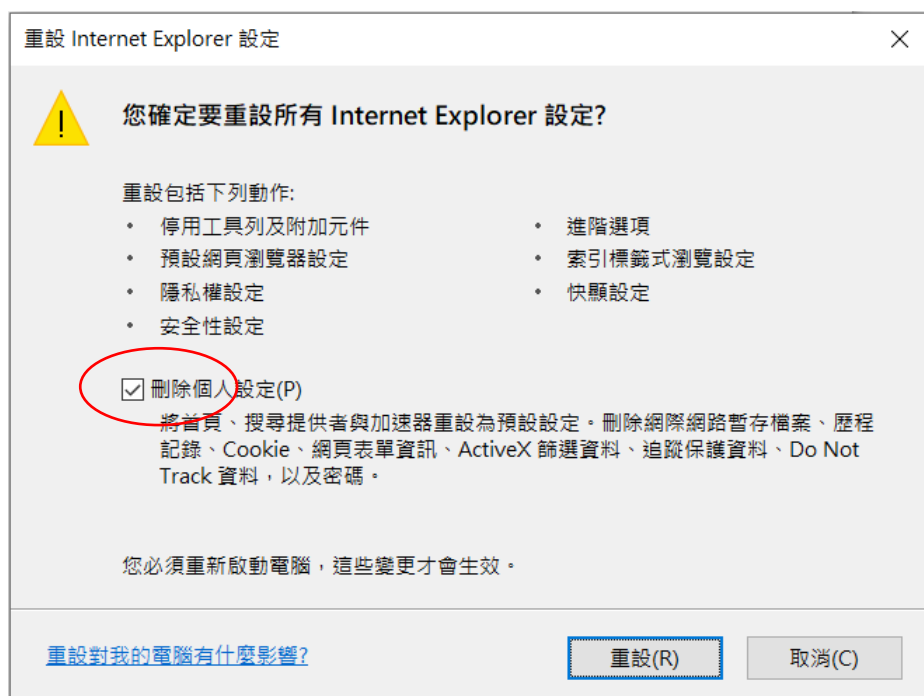 重設 Internet Explorer 設定
您確定要重設所有 Internet Explorer 設定?
重設包括下列動作:
• 停用工具列及附加元件
• 預設網頁瀏覽器設定
• 隱私權設定
• 安全性設定
• 進階選項
• 索引標籤式瀏覽設定
• 快顯設定
刪除個人設定(P)
將首頁、搜尋提供者與加速器重設為預設設定。刪除網際網路暫存檔案、歷程
記錄、Cookie、網頁表單資訊、ActiveX 篩選資料、追蹤保護資料、Do Not
Track 資料，以及密碼。
您必須重新啟動電腦，這些變更才會生效。
重設對我的電腦有什麼影響?
重設(R)
取消(C)